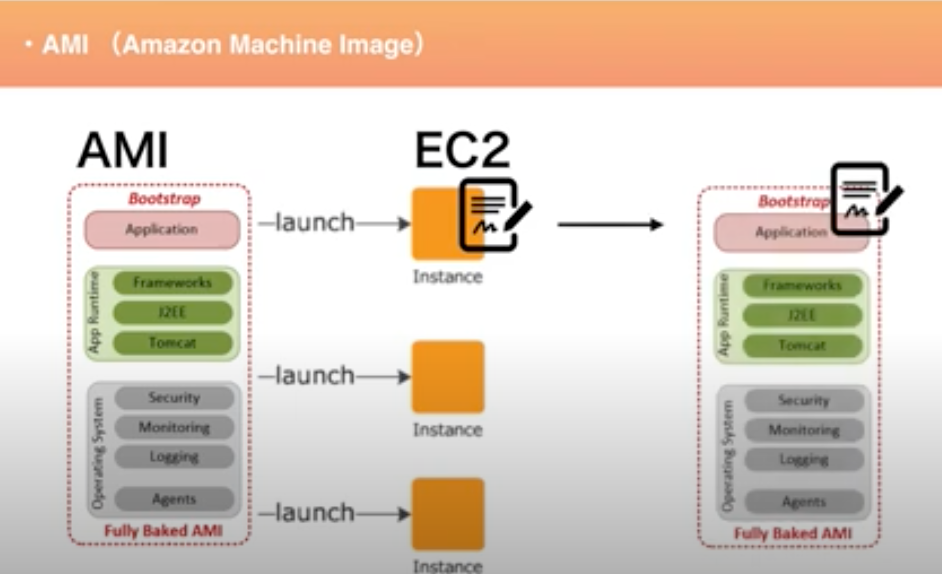 ・AMI （Amazon Machine Image）
AMI
Bootstrap
Application
App Runtime
Frameworks
J2EE
Tomcat
Operating System
Security
Monitoring
Logging
Agents
Fully Baked AMI
launch
launch
launch
EC2
Instance
Instance
Instance
Bootstrap
Application
App Runtime
Frameworks
J2EE
Tomcat
Operating System
Security
Monitoring
Logging
Agents
Fully Baked AMI